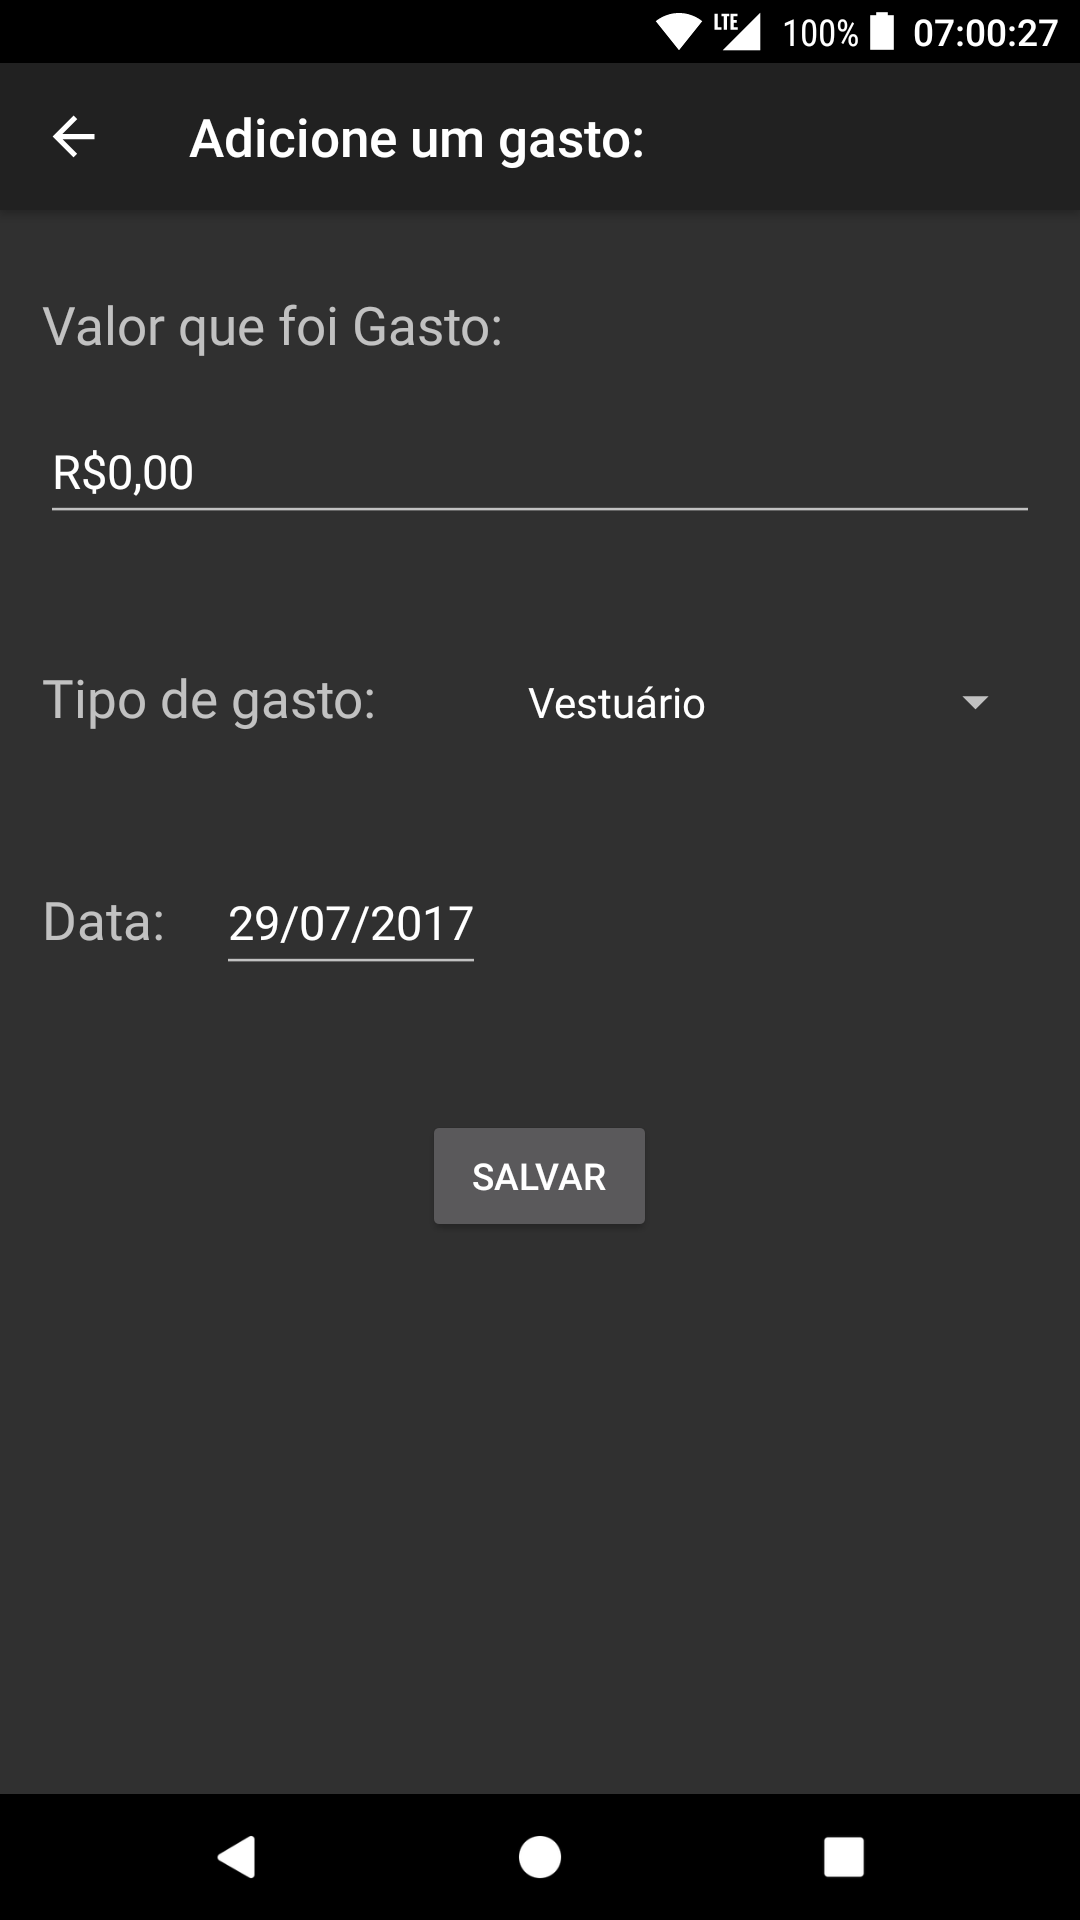 LTE 100% 07:00:27
Adicione um gasto:
Valor que foi Gasto:
R$0,00
Tipo de gasto: Vestuário
Data: 29/07/2017
SALVAR